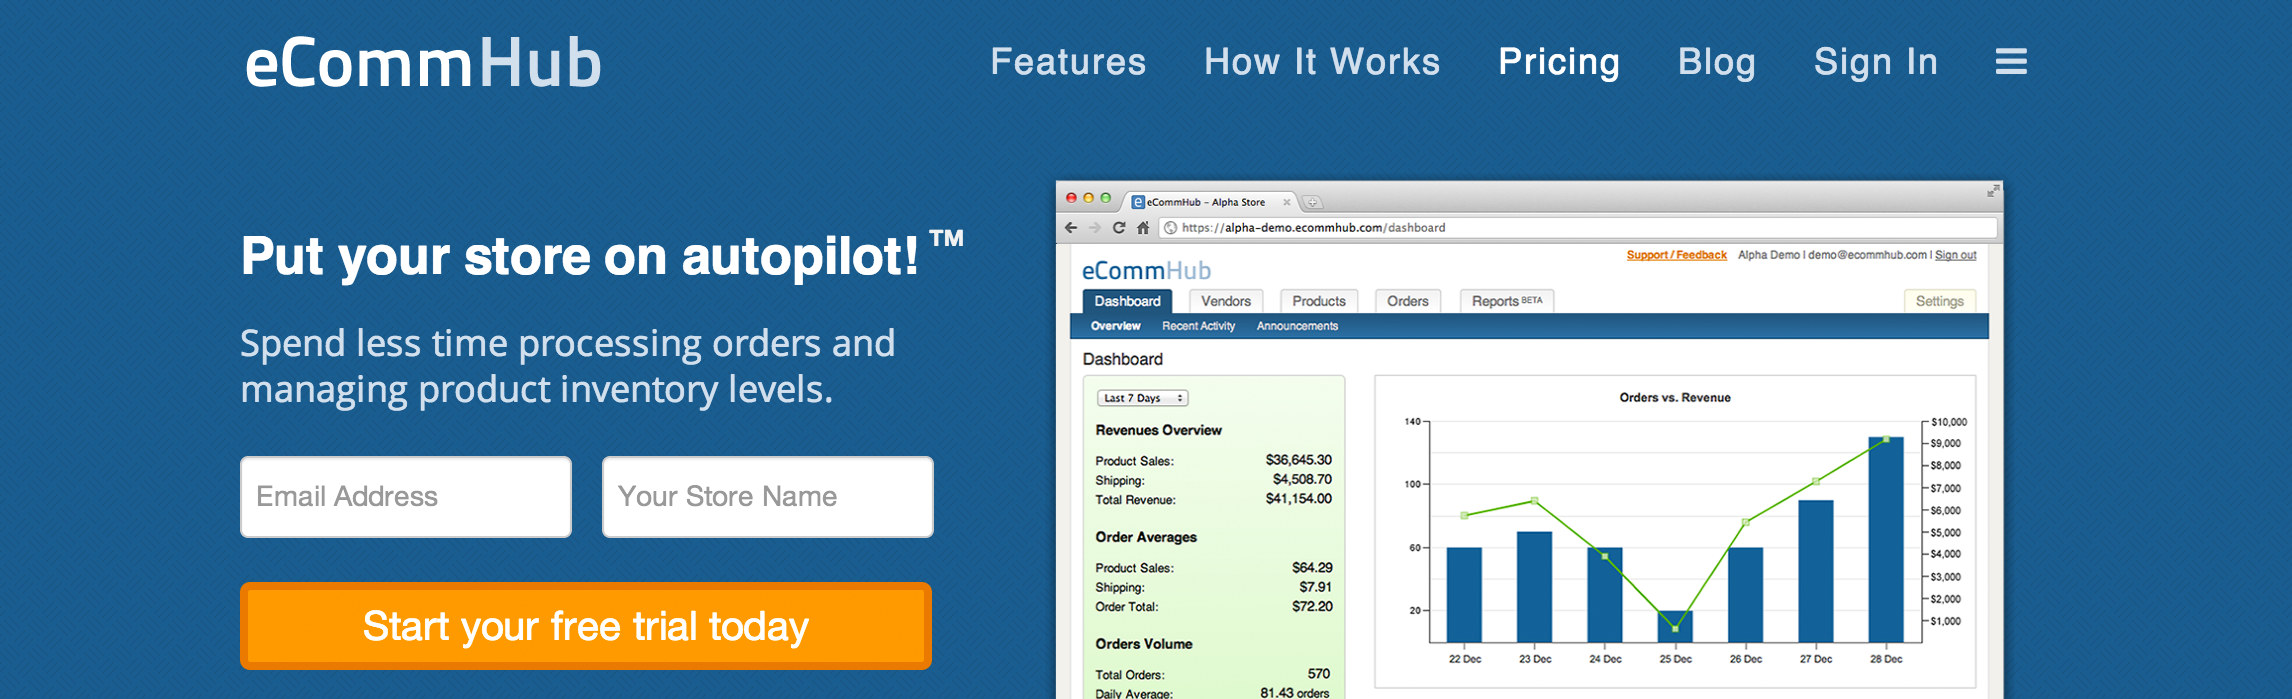 eCommHub
Features How It Works Pricing Blog Sign In
Put your store on autopilot!™
Spend less time processing orders and
managing product inventory levels.
Email Address Your Store Name
Start your free trial today
eCommHub – Alpha Store
https://alpha-demo.ecommhub.com/dashboard
Support / Feedback Alpha Demo | demo@ecommhub.com | Sign out
eCommHub
Dashboard Vendors Products Orders Reports BETA Settings
Overview Recent Activity Announcements
Dashboard
Last 7 Days
Revenues Overview
Product Sales: $36,645.30
Shipping: $4,508.70
Total Revenue: $41,154.00
Order Averages
Product Sales: $64.29
Shipping: $7.91
Order Total: $72.20
Orders Volume
Total Orders: 570
Daily Average: 81.43 orders
Orders vs. Revenue
140
100
60
20
$10,000
$9,000
$8,000
$7,000
$6,000
$5,000
$4,000
$3,000
$2,000
$1,000
22 Dec 23 Dec 24 Dec 25 Dec 26 Dec 27 Dec 28 Dec